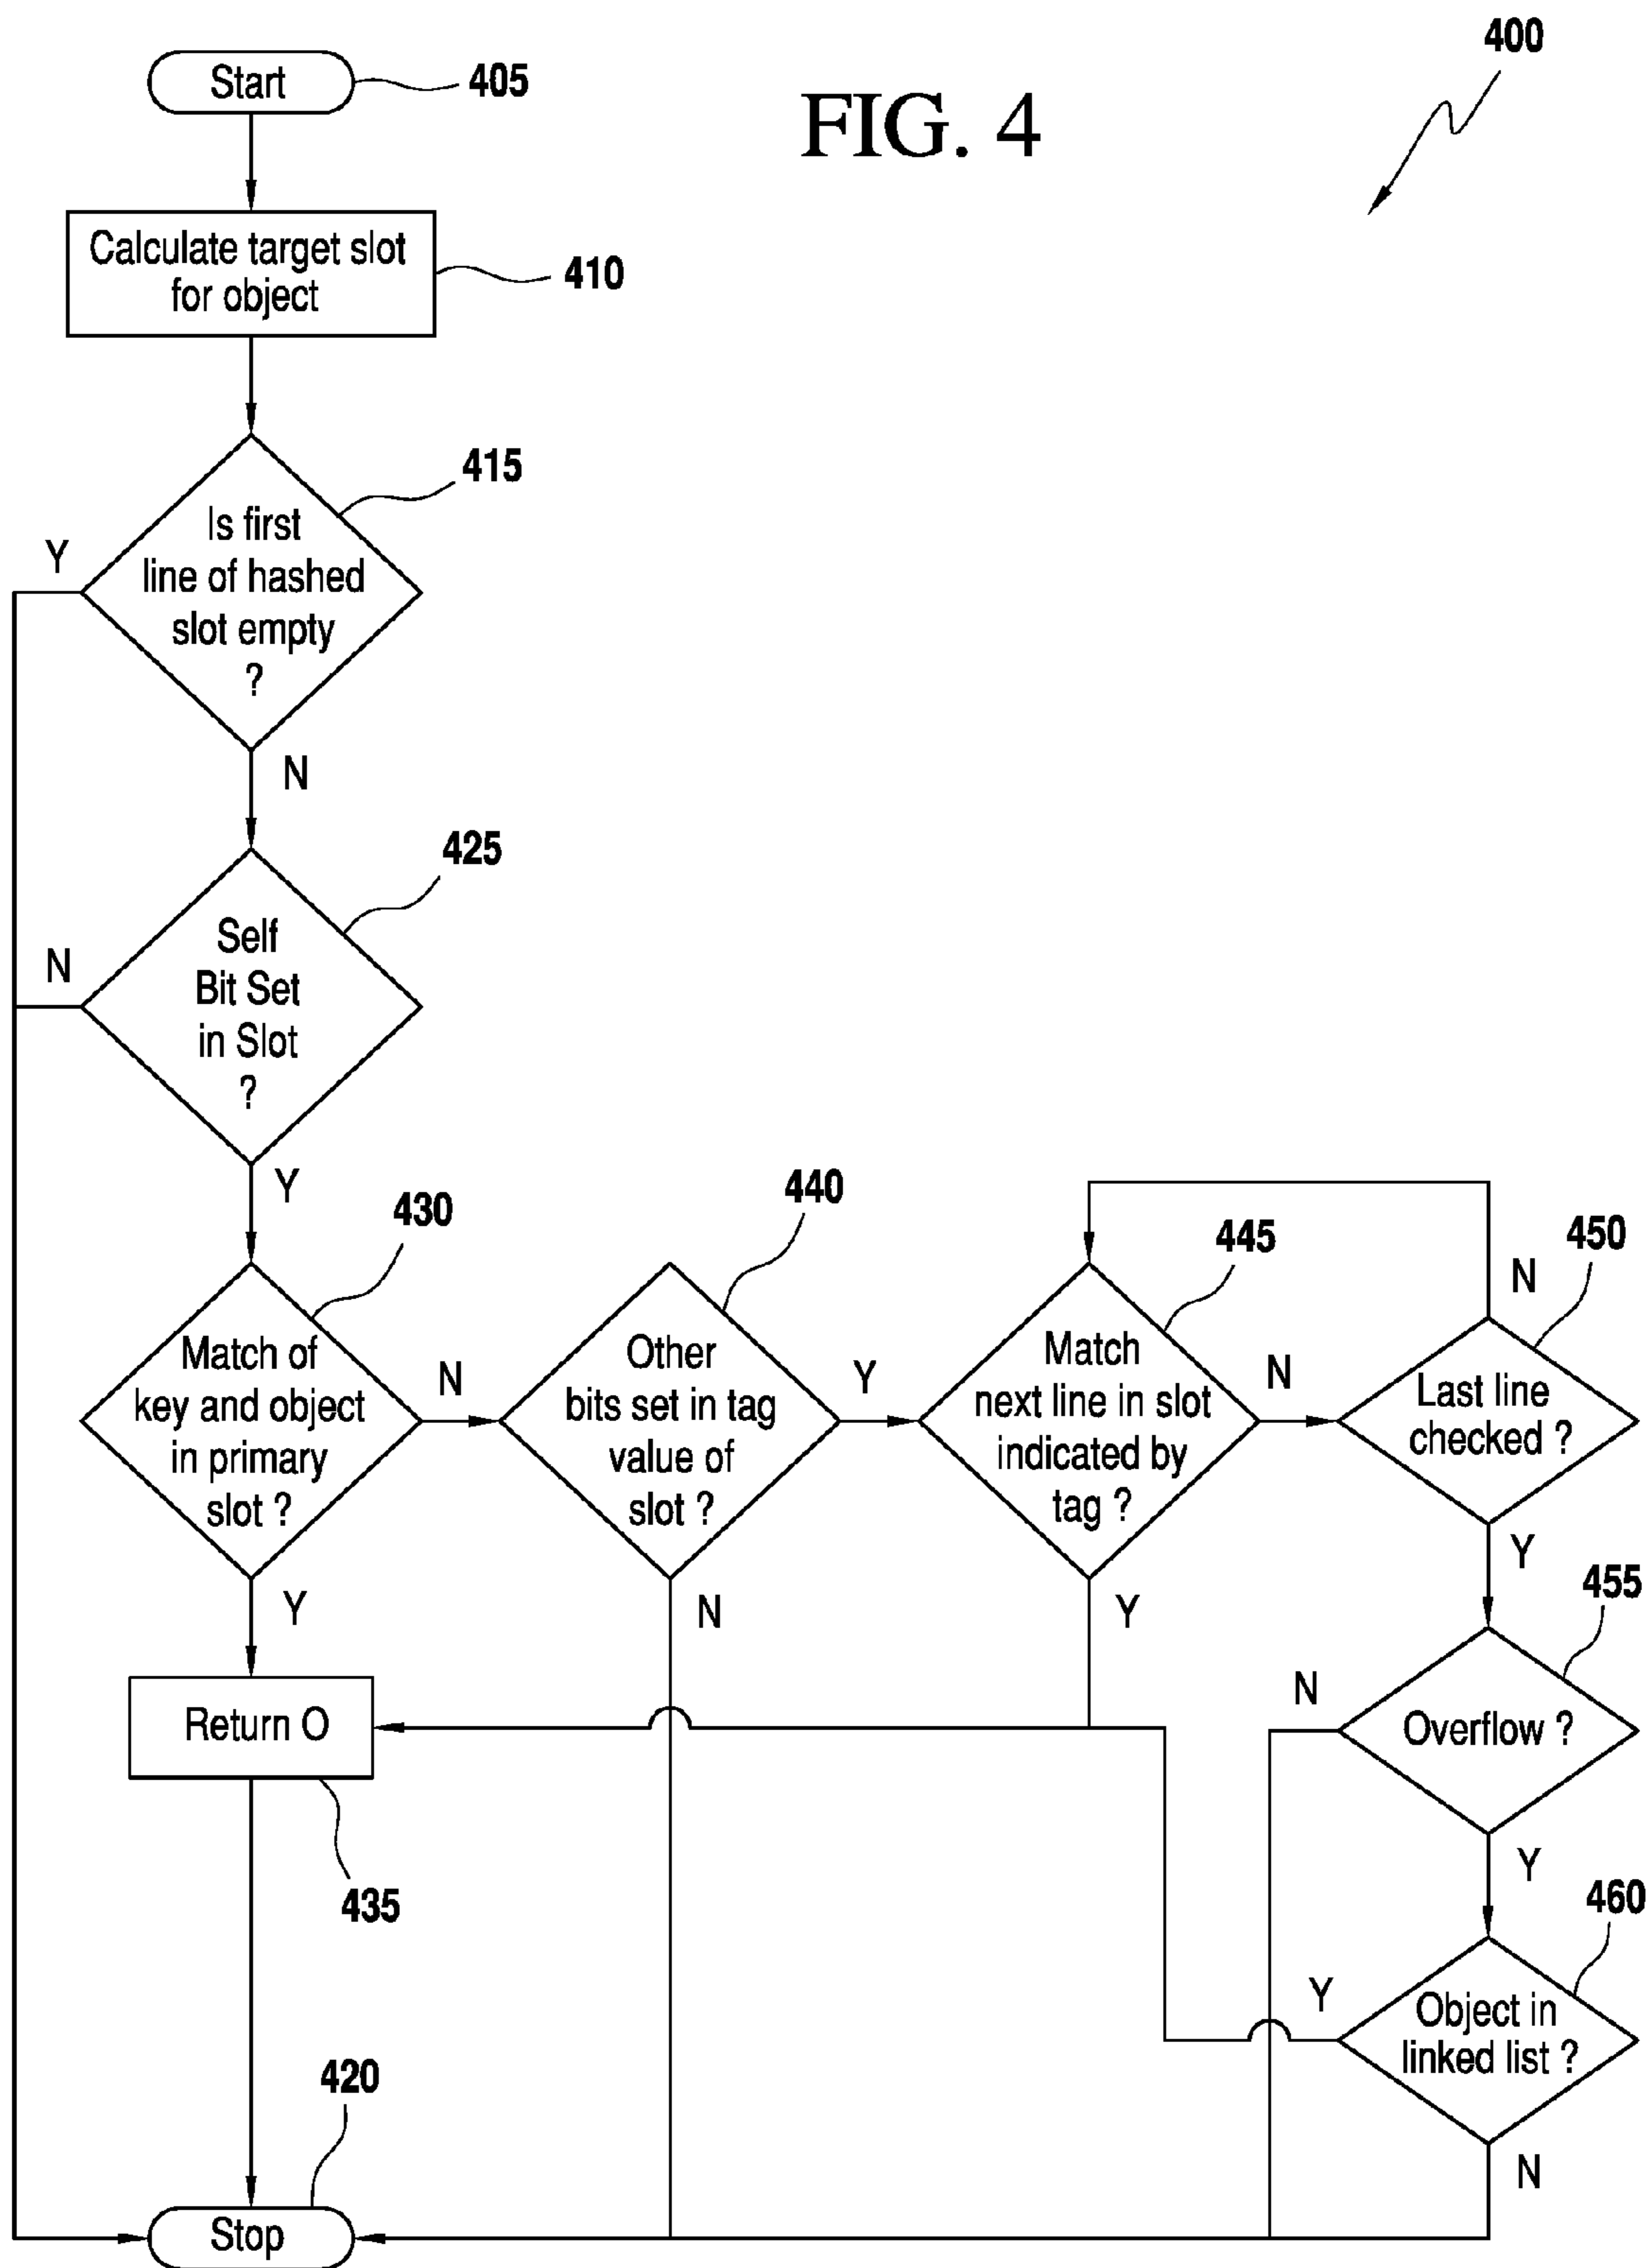 400
Start
405
FIG. 4
Calculate target slot
for object
410
415
Is first
line of hashed
slot empty
?
Y
N
425
Self
Bit Set
in Slot
?
N
Y
430
Match of
key and object
in primary
slot ?
N
Y
440
Other
bits set in tag
value of
slot ?
Y
N
445
Match
next line in slot
indicated by
tag ?
N
Y
450
Last line
checked ?
N
Y
455
Overflow ?
N
Y
Return O
435
460
Object in
linked list ?
Y
N
420
Stop